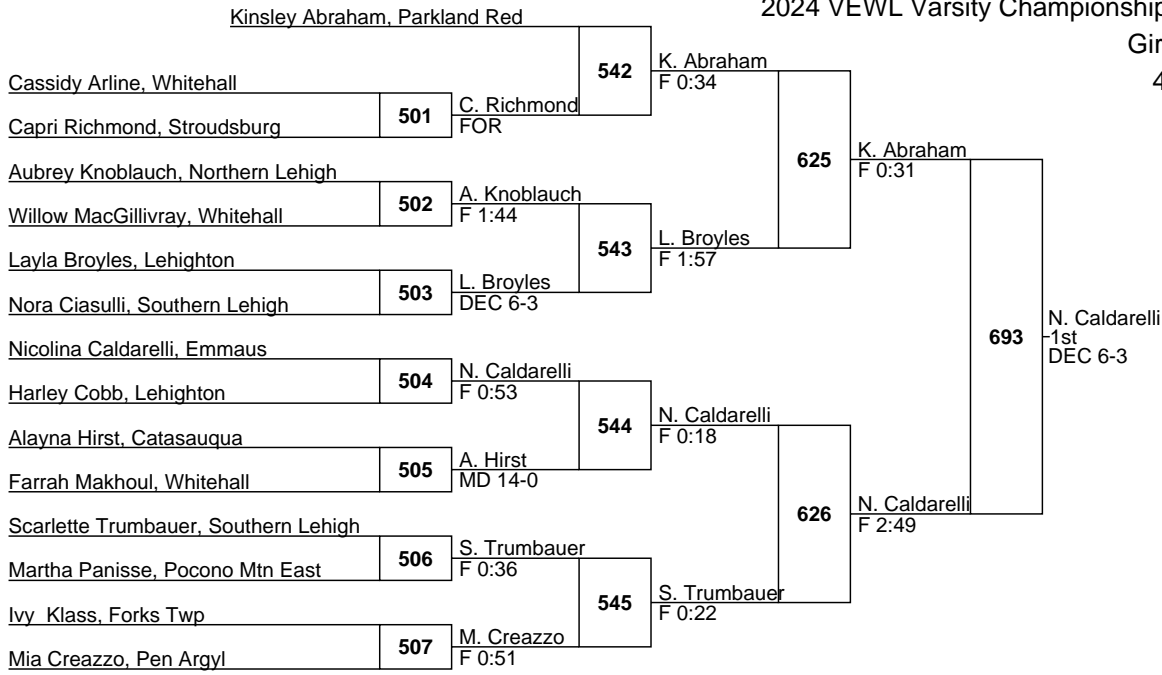 2024 VEWL Varsity Championship
Kinsley Abraham, Parkland Red
Gir
542
K. Abraham
F 0:34
4
Cassidy Arline, Whitehall
501
C. Richmond
FOR
Capri Richmond, Stroudsburg
625
K. Abraham
F 0:31
Aubrey Knoblauch, Northern Lehigh
502
A. Knoblauch
F 1:44
Willow MacGillivray, Whitehall
543
L. Broyles
F 1:57
Layla Broyles, Lehighton
503
L. Broyles
DEC 6-3
Nora Ciasulli, Southern Lehigh
693
N. Caldarelli
1st
DEC 6-3
Nicolina Caldarelli, Emmaus
504
N. Caldarelli
F 0:53
Harley Cobb, Lehighton
544
N. Caldarelli
F 0:18
Alayna Hirst, Catasauqua
505
A. Hirst
MD 14-0
Farrah Makhoul, Whitehall
626
N. Caldarelli
F 2:49
Scarlette Trumbauer, Southern Lehigh
506
S. Trumbauer
F 0:36
Martha Panisse, Pocono Mtn East
545
S. Trumbauer
F 0:22
Ivy  Klass, Forks Twp
507
M. Creazzo
F 0:51
Mia Creazzo, Pen Argyl